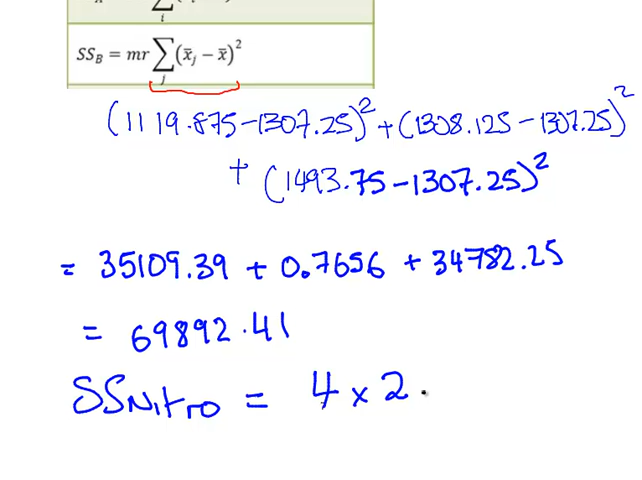 SS_B = mr ∑_j (x̄_j − x̄)²
(1119.875−1307.25)² + (1308.125−1307.25)²
+ (1493.75−1307.25)²
= 35109.39 + 0.7656 + 34782.25
= 69892.41
SSNitro = 4 × 2 .